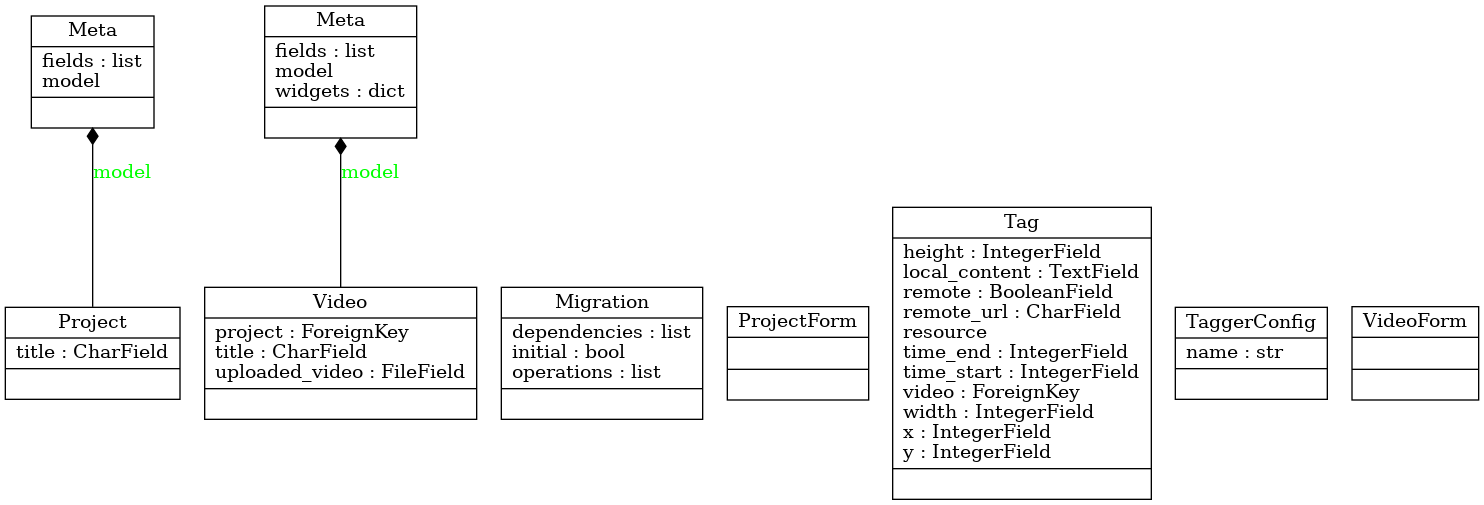 Meta
fields : list
model
Meta
fields : list
model
widgets : dict
model
model
Project
title : CharField
Video
project : ForeignKey
title : CharField
uploaded_video : FileField
Migration
dependencies : list
initial : bool
operations : list
ProjectForm
Tag
height : IntegerField
local_content : TextField
remote : BooleanField
remote_url : CharField
resource
time_end : IntegerField
time_start : IntegerField
video : ForeignKey
width : IntegerField
x : IntegerField
y : IntegerField
TaggerConfig
name : str
VideoForm